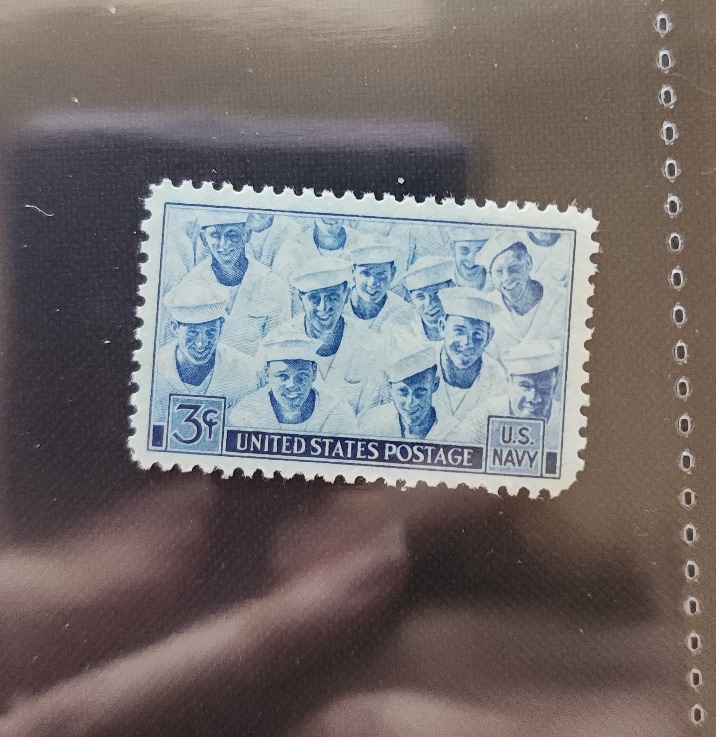 3¢
UNITED STATES POSTAGE
U.S.
NAVY